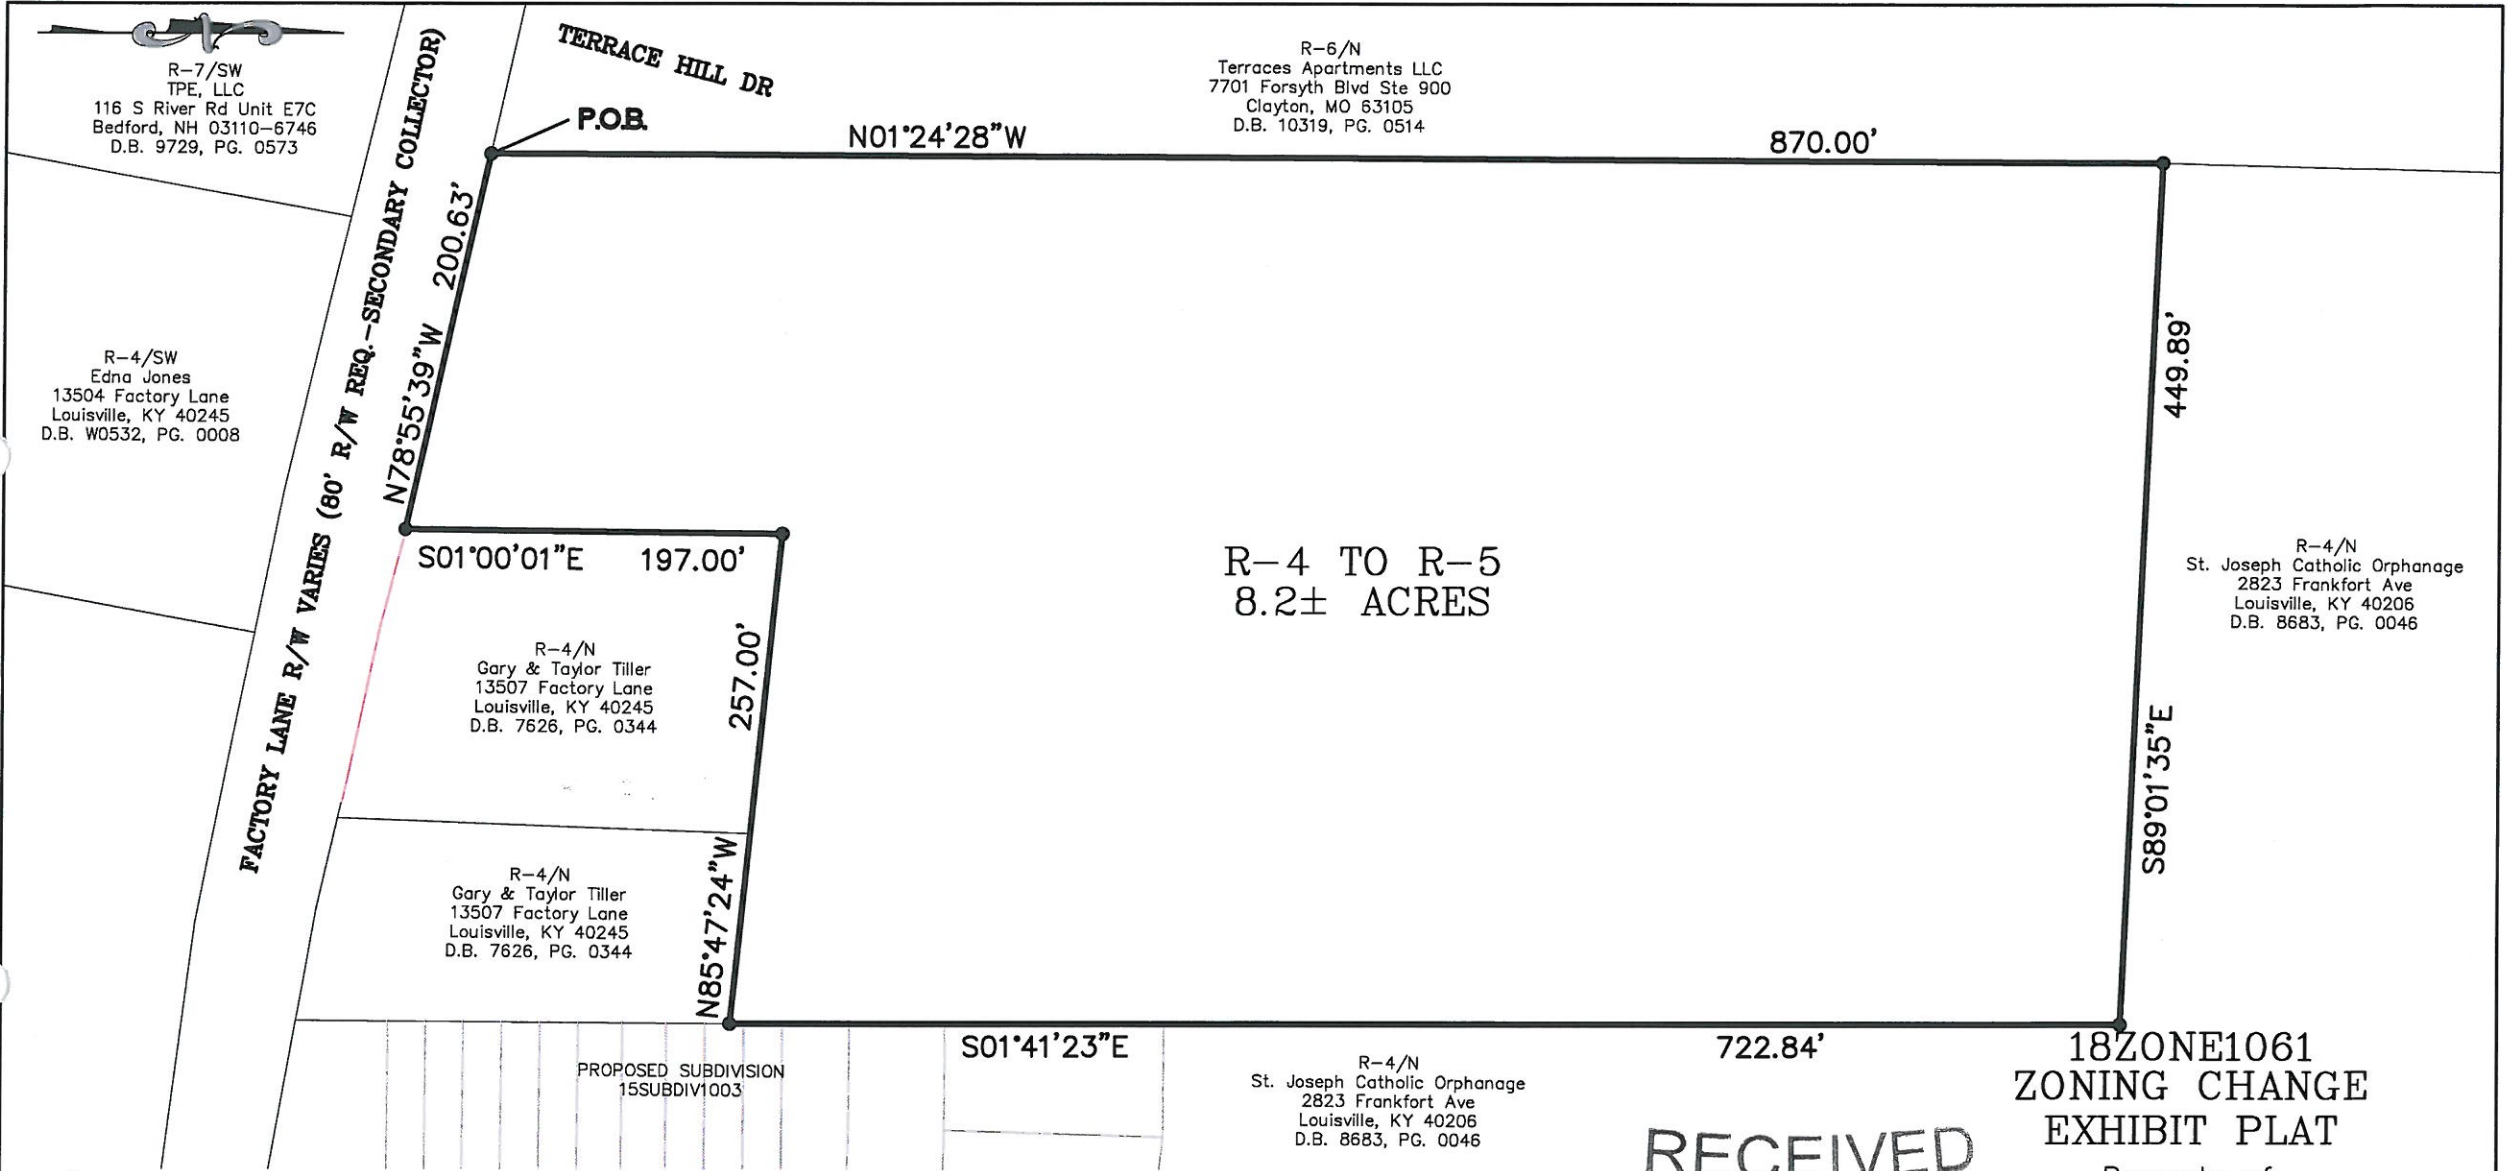 R-7/SW
TPE, LLC
116 S River Rd Unit E7C
Bedford, NH 03110-6746
D.B. 9729, PG. 0573
TERRACE HILL DR
P.O.B.
R-6/N
Terraces Apartments LLC
7701 Forsyth Blvd Ste 900
Clayton, MO 63105
D.B. 10319, PG. 0514
N01°24'28"W
870.00'
FACTORY LANE R/W VARIES (80' R/W REQ.-SECONDARY COLLECTOR)
N78°55'39"W 200.63'
R-4/SW
Edna Jones
13504 Factory Lane
Louisville, KY 40245
D.B. W0532, PG. 0008
S01°00'01"E 197.00'
R-4 TO R-5
8.2± ACRES
449.89'
S89°01'35"E
R-4/N
St. Joseph Catholic Orphanage
2823 Frankfort Ave
Louisville, KY 40206
D.B. 8683, PG. 0046
R-4/N
Gary & Taylor Tiller
13507 Factory Lane
Louisville, KY 40245
D.B. 7626, PG. 0344
257.00'
N85°47'24"W
R-4/N
Gary & Taylor Tiller
13507 Factory Lane
Louisville, KY 40245
D.B. 7626, PG. 0344
S01°41'23"E
722.84'
PROPOSED SUBDIVISION
15SUBDIV1003
R-4/N
St. Joseph Catholic Orphanage
2823 Frankfort Ave
Louisville, KY 40206
D.B. 8683, PG. 0046
18ZONE1061
ZONING CHANGE
EXHIBIT PLAT
RECEIVED